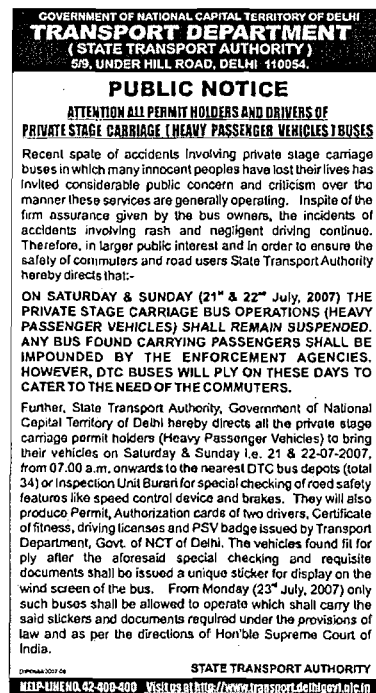 GOVERNMENT OF NATIONAL CAPITAL TERRITORY OF DELHI
TRANSPORT DEPARTMENT
( STATE TRANSPORT AUTHORITY )
5/9, UNDER HILL ROAD, DELHI 110054.
PUBLIC NOTICE
ATTENTION ALL PERMIT HOLDERS AND DRIVERS OF
PRIVATE STAGE CARRIAGE ( HEAVY PASSENGER VEHICLES ) BUSES
Recent spate of accidents involving private stage carriage
buses in which many innocent peoples have lost their lives has
invited considerable public concern and criticism over the
manner these services are generally operating. Inspite of the
firm assurance given by the bus owners, the incidents of
accidents involving rash and negligent driving continue.
Therefore, in larger public interest and in order to ensure the
safety of commuters and road users State Transport Authority
hereby directs that:-
ON SATURDAY & SUNDAY (21st & 22nd July, 2007) THE
PRIVATE STAGE CARRIAGE BUS OPERATIONS (HEAVY
PASSENGER VEHICLES) SHALL REMAIN SUSPENDED.
ANY BUS FOUND CARRYING PASSENGERS SHALL BE
IMPOUNDED BY THE ENFORCEMENT AGENCIES.
HOWEVER, DTC BUSES WILL PLY ON THESE DAYS TO
CATER TO THE NEED OF THE COMMUTERS.
Further, State Transport Authority, Government of National
Capital Territory of Delhi hereby directs all the private stage
carriage permit holders (Heavy Passenger Vehicles) to bring
their vehicles on Saturday & Sunday i.e. 21 & 22-07-2007,
from 07.00 a.m. onwards to the nearest DTC bus depots (total
34) or Inspection Unit Burari for special checking of road safety
features like speed control device and brakes. They will also
produce Permit, Authorization cards of two drivers, Certificate
of fitness, driving licenses and PSV badge issued by Transport
Department, Govt. of NCT of Delhi. The vehicles found fit for
ply after the aforesaid special checking and requisite
documents shall be issued a unique sticker for display on the
wind screen of the bus. From Monday (23rd July, 2007) only
such buses shall be allowed to operate which shall carry the
said stickers and documents required under the provisions of
law and as per the directions of Hon'ble Supreme Court of
India.
STATE TRANSPORT AUTHORITY
HELP-LINE NO. 42-400-400 Visit us at http://www.transport.delhigovt.nic.in